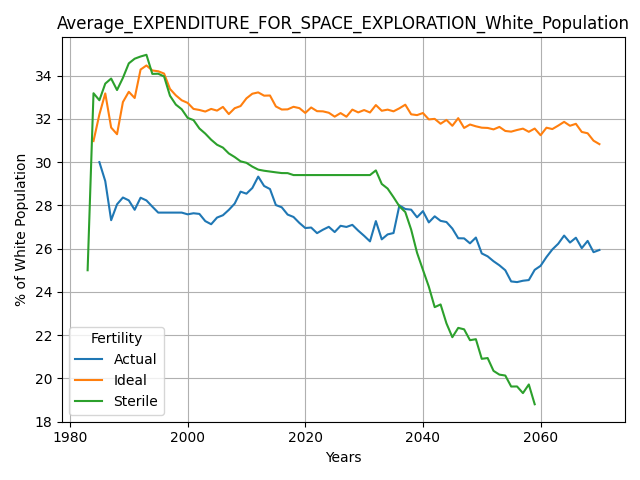 Average_EXPENDITURE_FOR_SPACE_EXPLORATION_White_Population
% of White Population
34
32
30
28
26
24
22
20
18
Fertility
Actual
Ideal
Sterile
1980
2000
2020
2040
2060
Years